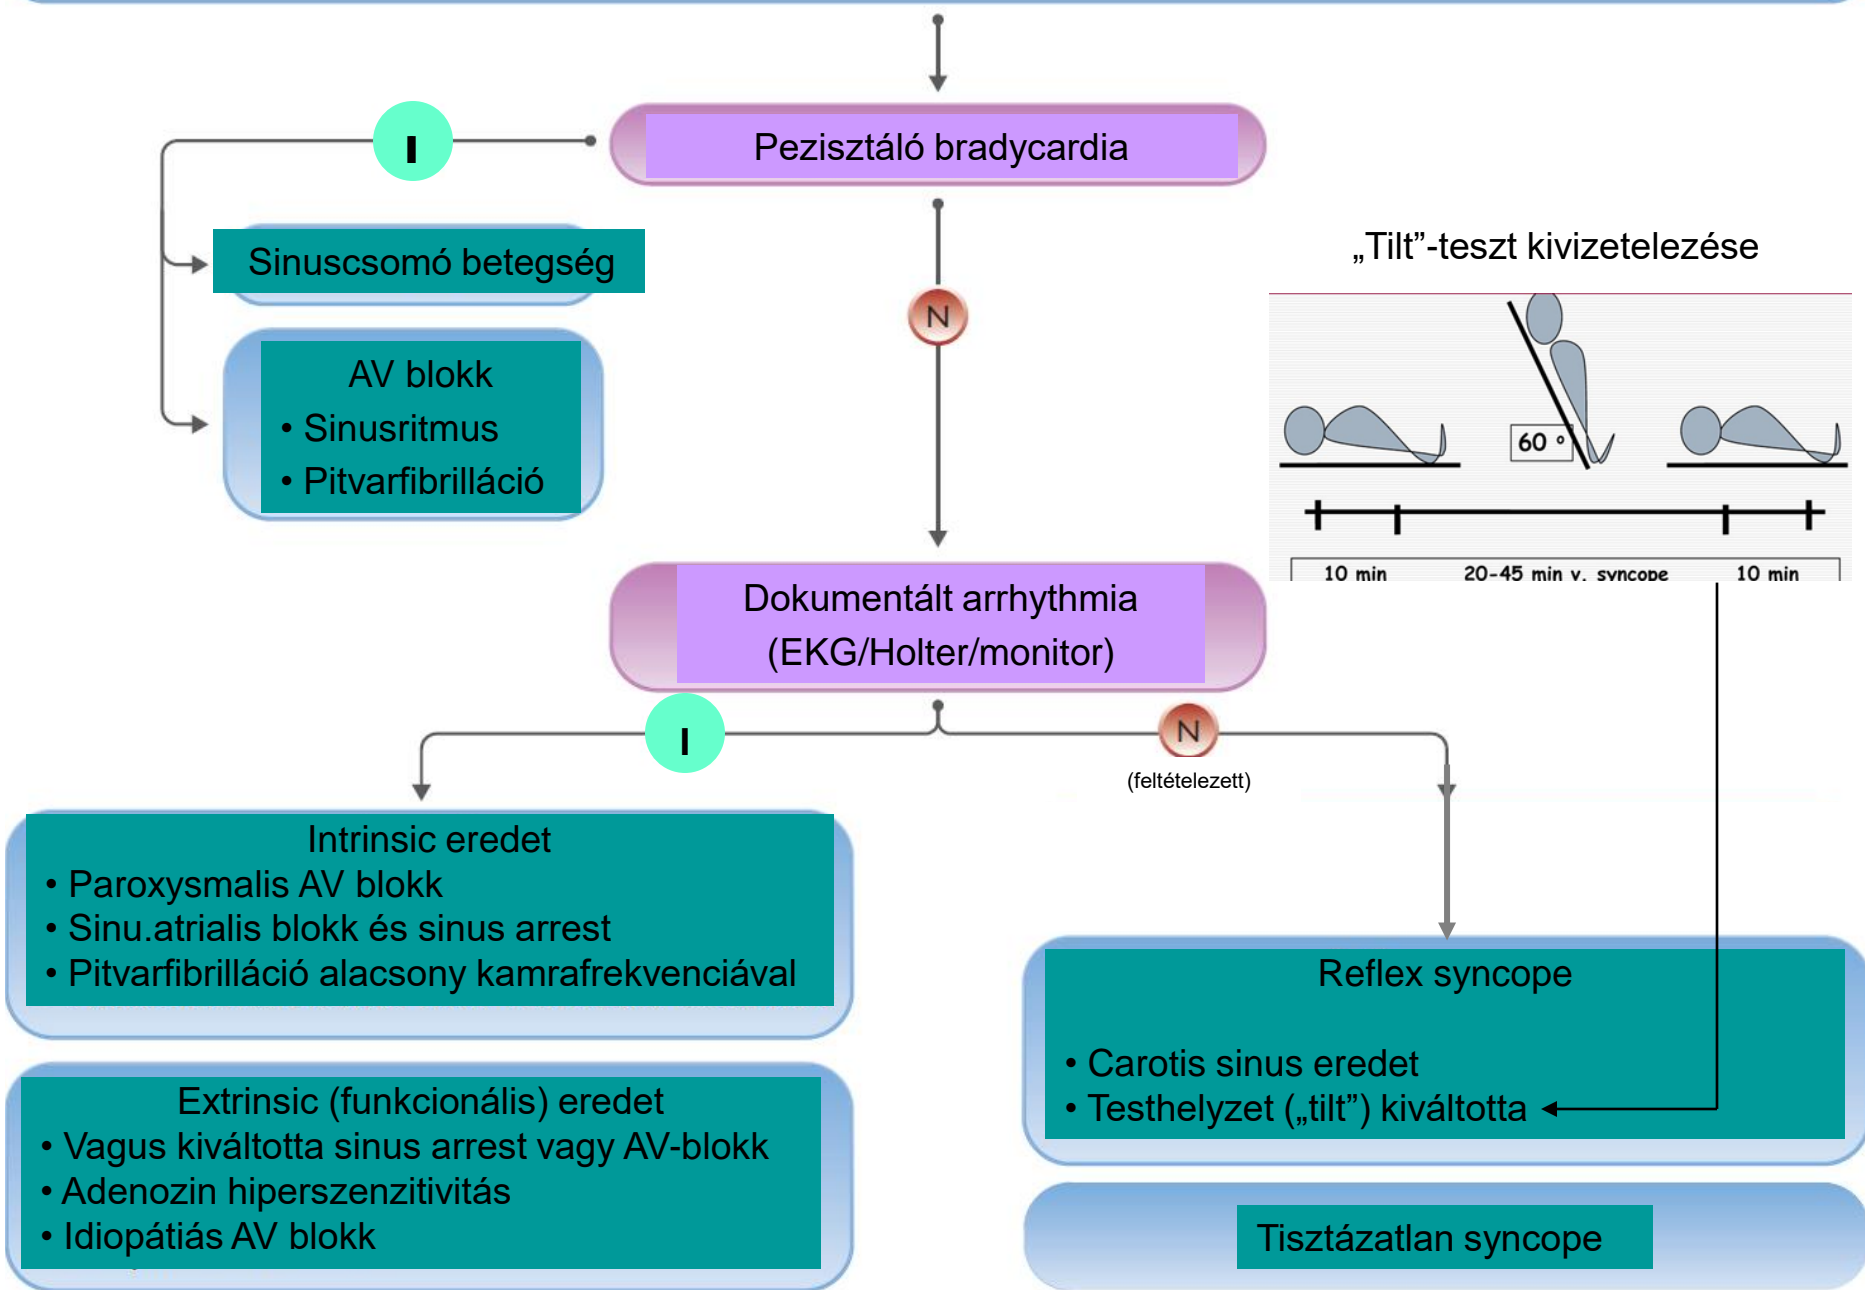 I
Pezisztáló bradycardia
Sinuscsomó betegség
AV blokk
• Sinusritmus
• Pitvarfibrilláció
N
„Tilt”-teszt kivizetelezése
60 °
10 min 20-45 min v. syncope 10 min
Dokumentált arrhythmia
(EKG/Holter/monitor)
I
N
(feltételezett)
Intrinsic eredet
• Paroxysmalis AV blokk
• Sinu.atrialis blokk és sinus arrest
• Pitvarfibrilláció alacsony kamrafrekvenciával
Extrinsic (funkcionális) eredet
• Vagus kiváltotta sinus arrest vagy AV-blokk
• Adenozin hiperszenzitivitás
• Idiopátiás AV blokk
Reflex syncope
• Carotis sinus eredet
• Testhelyzet („tilt”) kiváltotta
Tisztázatlan syncope